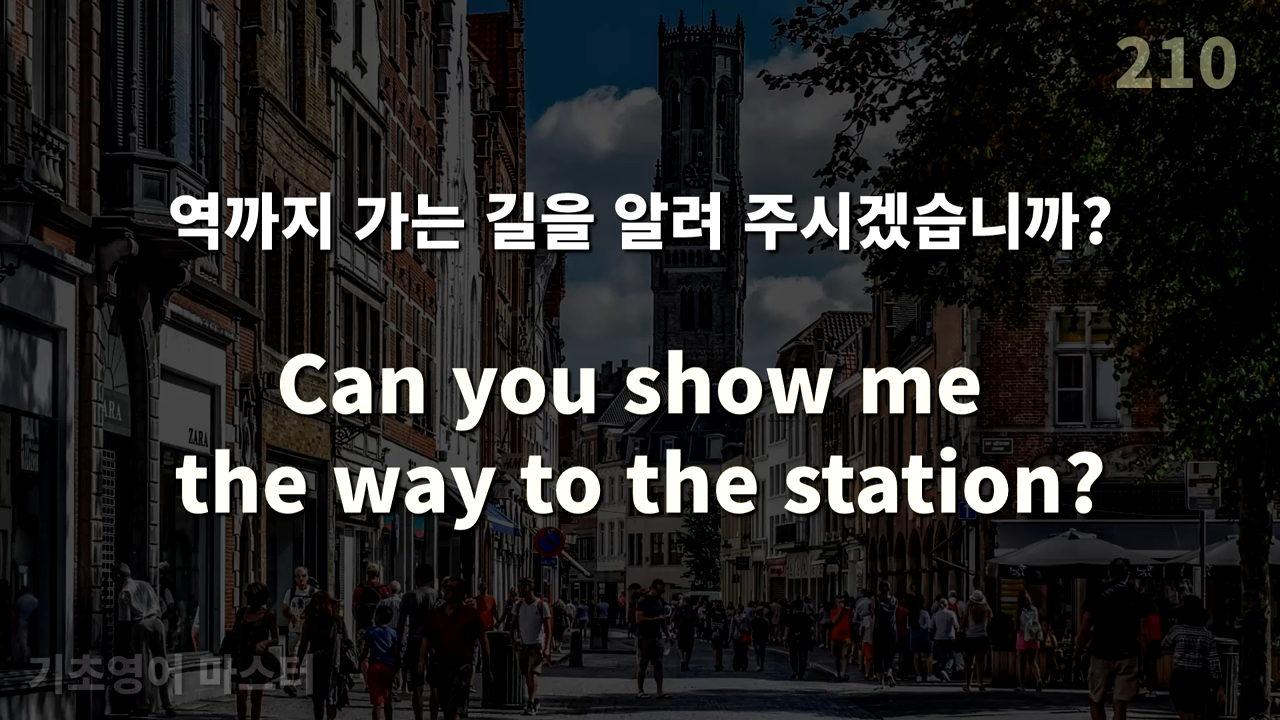 210
역까지 가는 길을 알려 주시겠습니까?
Can you show me
the way to the station?
ZARA
기초영어 마스터